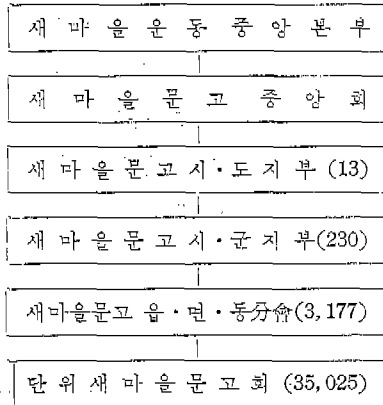 새마을운동중앙본부
새마을문고중앙회
새마을문고시·도지부 (13)
새마을문고시·군지부(230)
새마을문고 읍·면·동分會(3,177)
단위새마을문고회 (35,025)